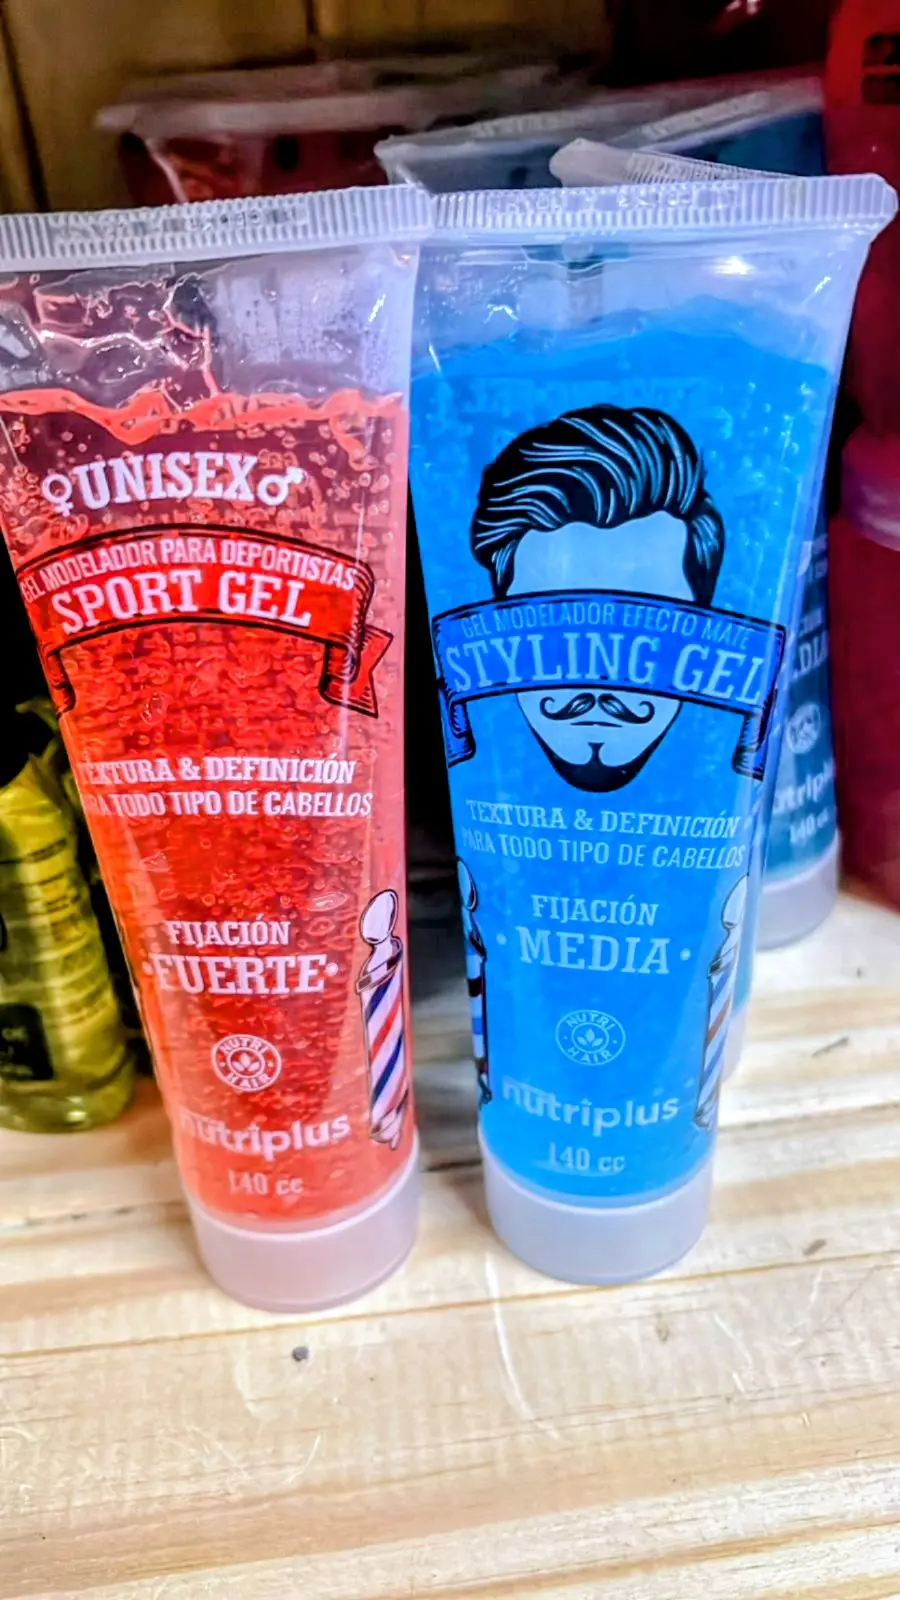 ♀UNISEX♂
GEL MODELADOR PARA DEPORTISTAS
SPORT GEL
TEXTURA & DEFINICIÓN
PARA TODO TIPO DE CABELLOS
FIJACIÓN
·FUERTE·
NUTRI
HAIR
nutriplus
140 cc
GEL MODELADOR EFECTO MATE
STYLING GEL
TEXTURA & DEFINICIÓN
PARA TODO TIPO DE CABELLOS
FIJACIÓN
· MEDIA ·
NUTRI
HAIR
nutriplus
140 cc